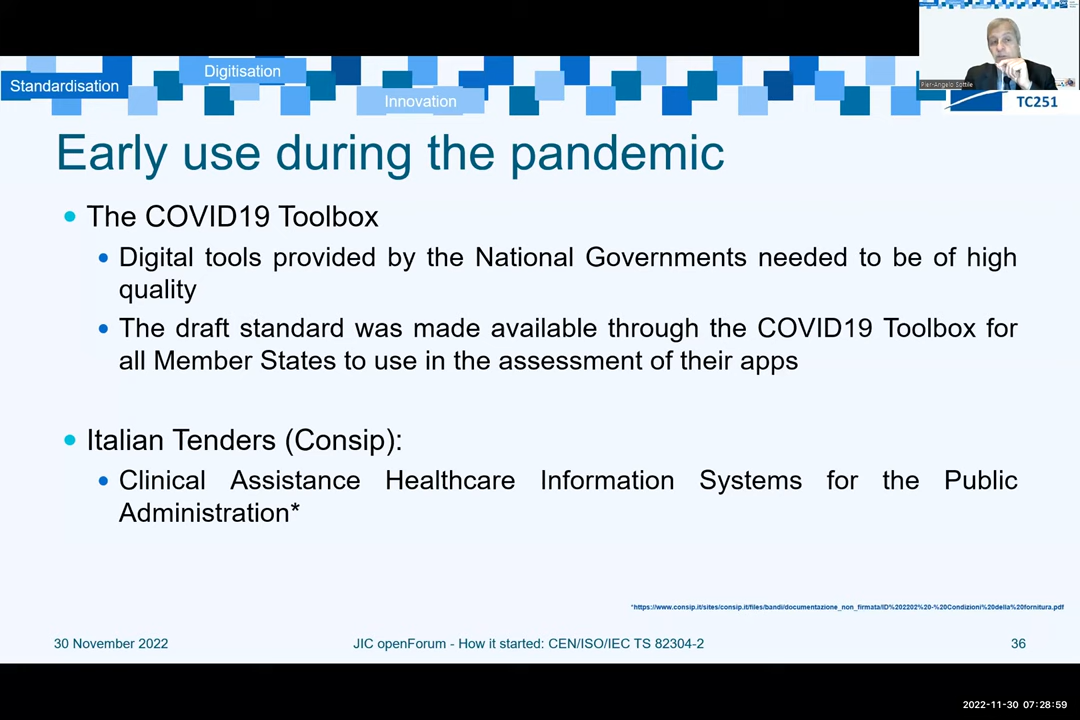 Standardisation
Digitisation
Innovation
Pier-Angelo Sottile
TC251
Early use during the pandemic
• The COVID19 Toolbox
• Digital tools provided by the National Governments needed to be of high
quality
• The draft standard was made available through the COVID19 Toolbox for
all Member States to use in the assessment of their apps
• Italian Tenders (Consip):
• Clinical Assistance Healthcare Information Systems for the Public
Administration*
*https://www.consip.it/sites/consip.it/files/bandi/documentazione_non_firmata/ID%202202%20-%20Condizioni%20della%20fornitura.pdf
30 November 2022
JIC openForum - How it started: CEN/ISO/IEC TS 82304-2
36
2022-11-30 07:28:59